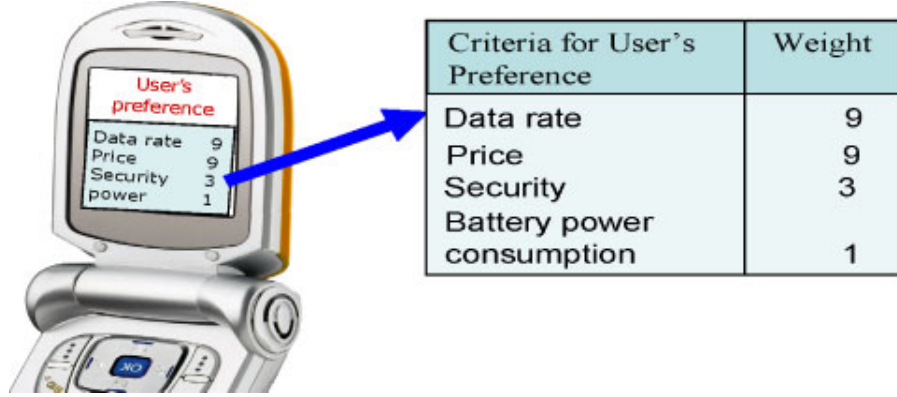 User's
preference
Data rate 9
Price 9
Security 3
power 1
OK
Criteria for User's Weight
Preference
Data rate 9
Price 9
Security 3
Battery power
consumption 1